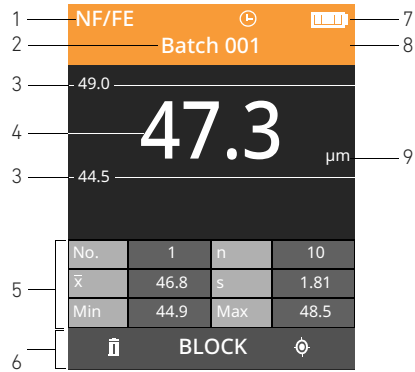 1 NF/FE 7
2 Batch 001 8
3 49.0
4 47.3
µm 9
3 44.5
No. 1 n 10
5 x̅ 46.8 s 1.81
Min 44.9 Max 48.5
6 BLOCK